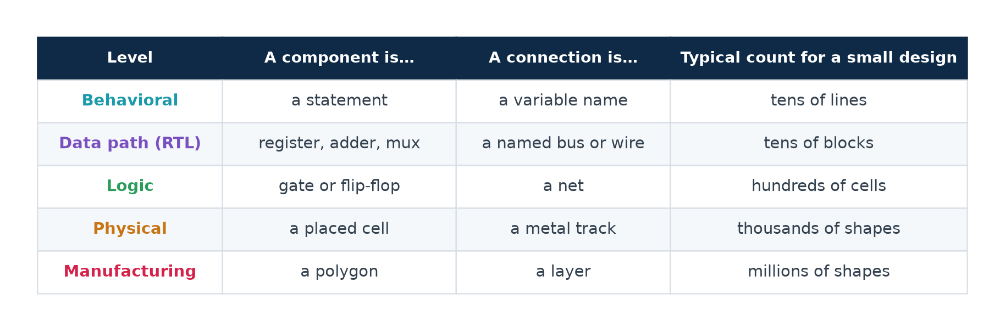 Level A component is… A connection is… Typical count for a small design
Behavioral a statement a variable name tens of lines
Data path (RTL) register, adder, mux a named bus or wire tens of blocks
Logic gate or flip-flop a net hundreds of cells
Physical a placed cell a metal track thousands of shapes
Manufacturing a polygon a layer millions of shapes